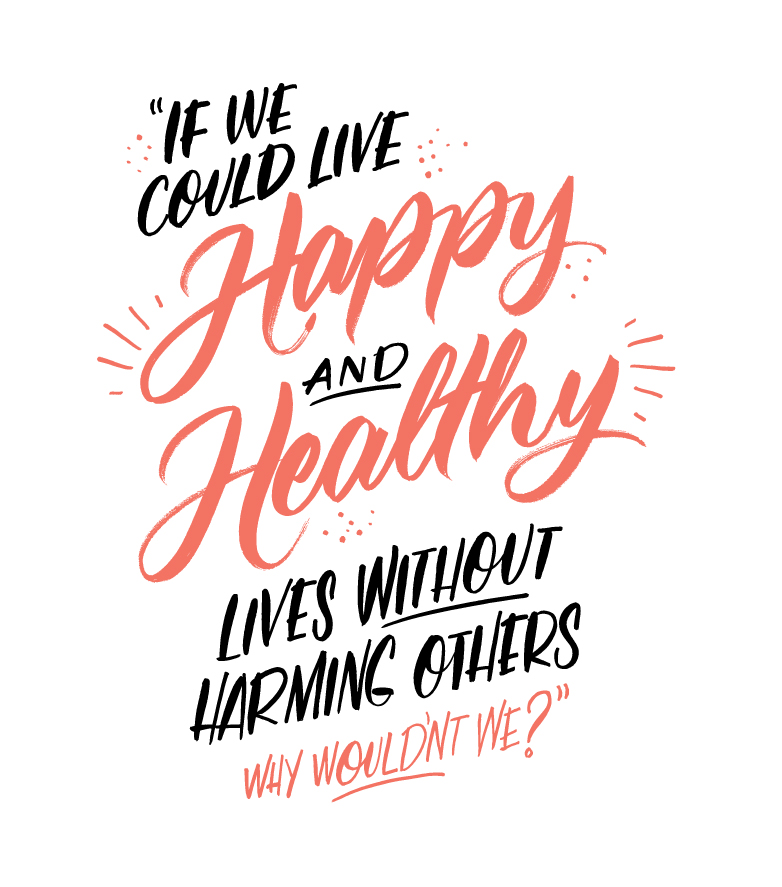 "IF WE
COULD LIVE
Happy
AND
Healthy
LIVES WITHOUT
HARMING OTHERS
WHY WOULD'NT WE?"